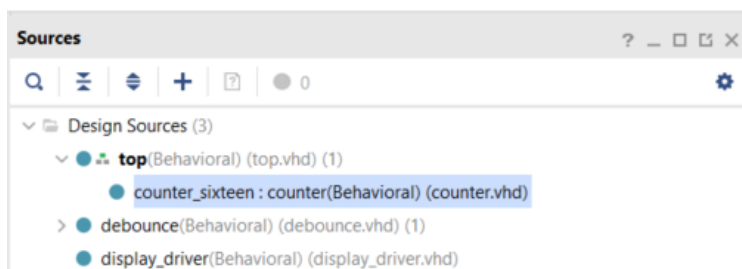 Sources
? 0
Design Sources (3)
top(Behavioral) (top.vhd) (1)
counter_sixteen : counter(Behavioral) (counter.vhd)
debounce(Behavioral) (debounce.vhd) (1)
display_driver(Behavioral) (display_driver.vhd)